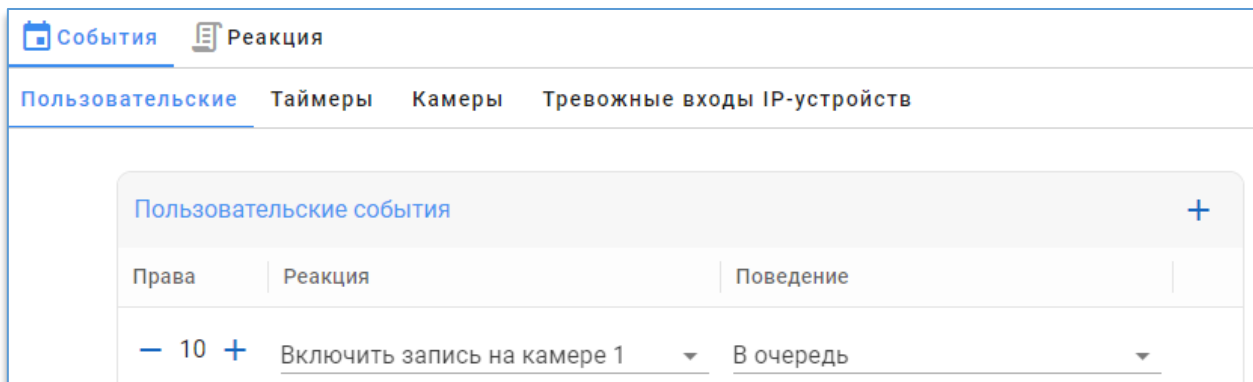 События Реакция
Пользовательские Таймеры Камеры Тревожные входы IP-устройств
Пользовательские события +
Права Реакция Поведение
− 10 + Включить запись на камере 1 В очередь